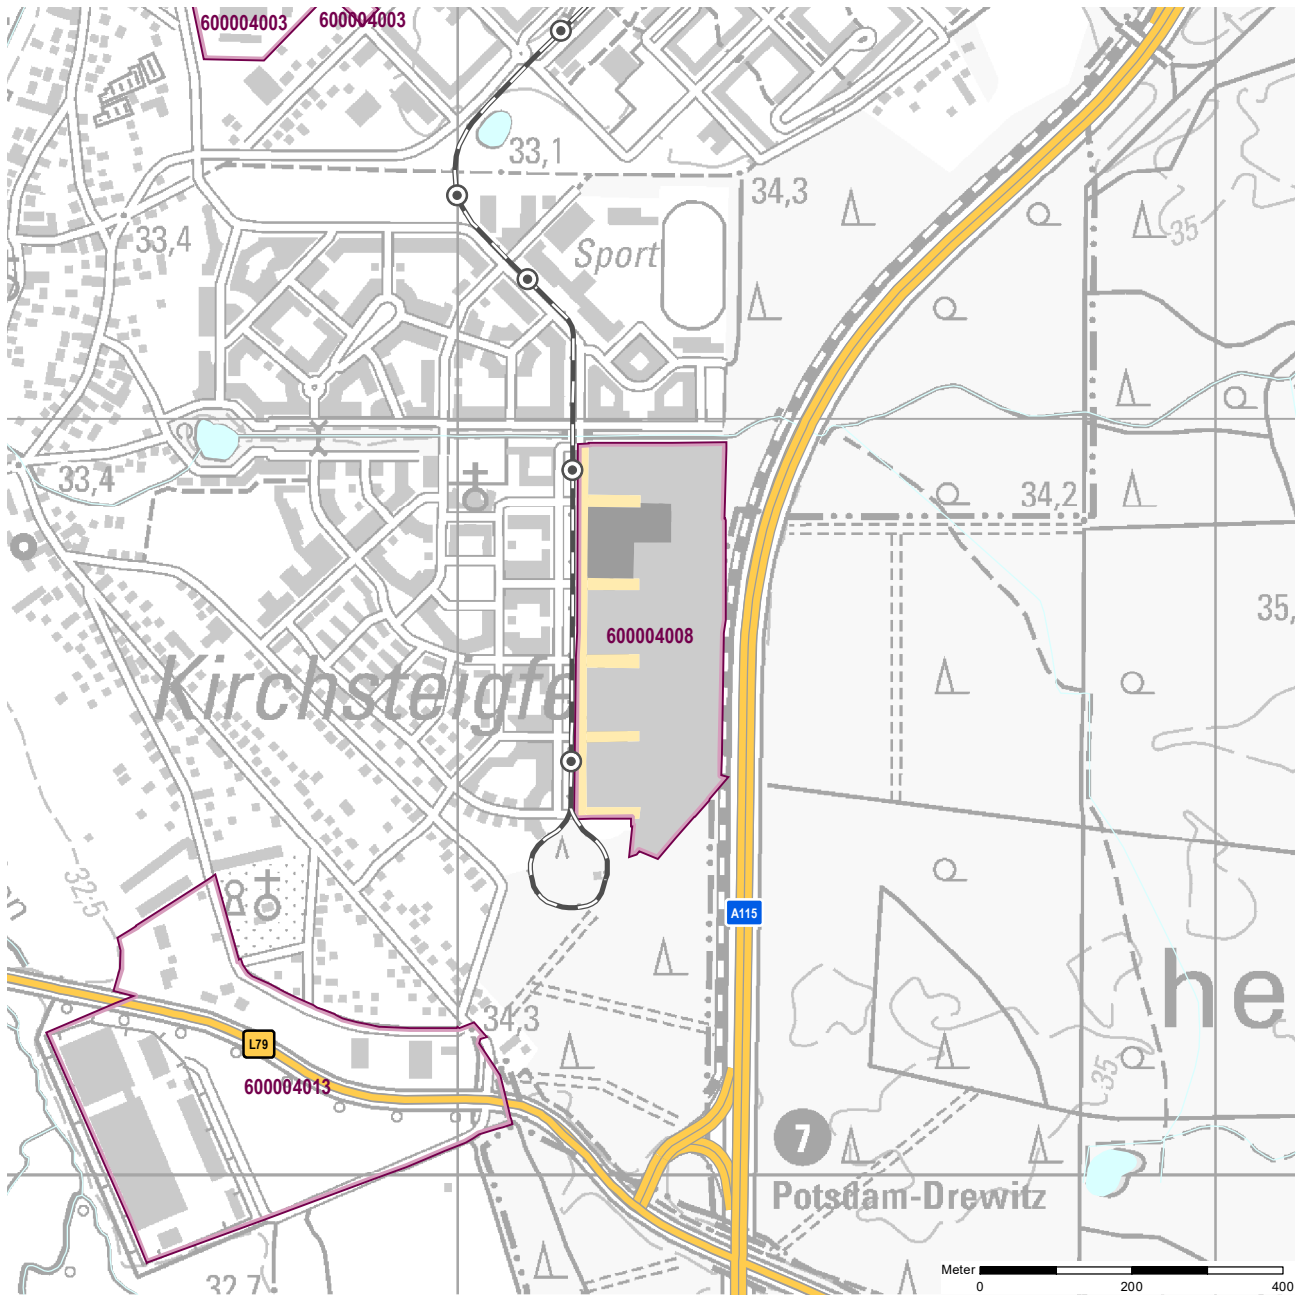 600004003
600004003
33,1
34,3
33,4
Sport
35
33,4
34,2
35,
600004008
Kirchsteigfe
32,5
A115
he
34,3
L79
600004013
35
7
Potsdam-Drewitz
32,7
Meter
0 200 400